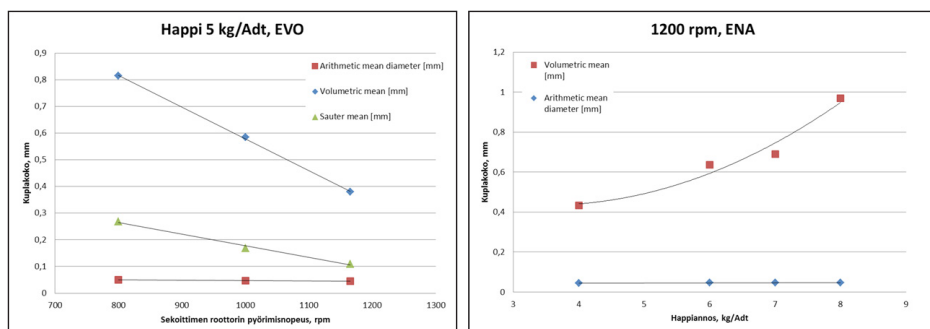 Happi 5 kg/Adt, EVO
Kuplakoko, mm
0,9
0,8
0,7
0,6
0,5
0,4
0,3
0,2
0,1
0
700
800
900
1000
1100
1200
1300
Sekoittimen roottorin pyörimisnopeus, rpm
Arithmetic mean diameter [mm]
Volumetric mean [mm]
Sauter mean [mm]
1200 rpm, ENA
Kuplakoko, mm
1,2
1
0,8
0,6
0,4
0,2
0
3
4
5
6
7
8
9
Happiannos, kg/Adt
Volumetric mean
[mm]
Arithmetic mean
diameter [mm]